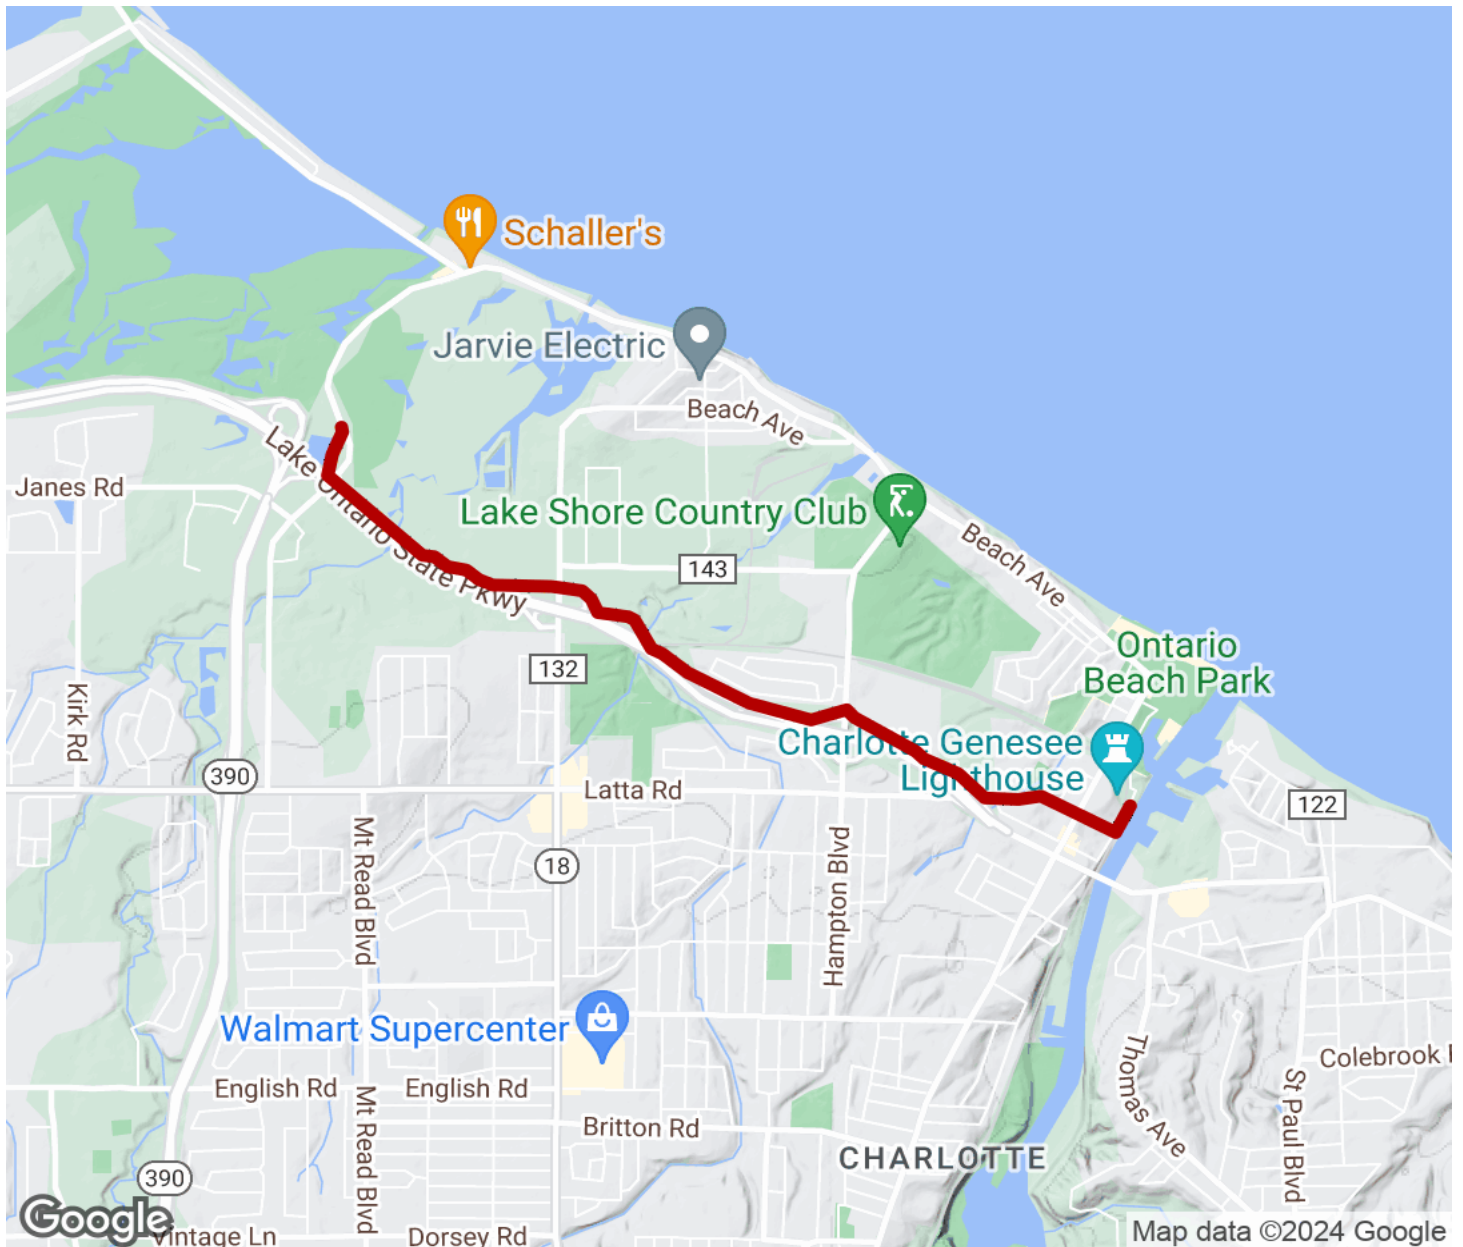 Schaller's
Jarvie Electric
Beach Ave
Lake Ontario State Pkwy
Janes Rd
Lake Shore Country Club
Beach Ave
143
Ontario
Beach Park
132
Kirk Rd
Charlotte Genesee
Lighthouse
390
Latta Rd
122
Mt Read Blvd
18
Hampton Blvd
Walmart Supercenter
Thomas Ave
Colebrook
English Rd
English Rd
St Paul Blvd
Mt Read Blvd
Britton Rd
CHARLOTTE
390
Google
Vintage Ln
Dorsey Rd
Map data ©2024 Google